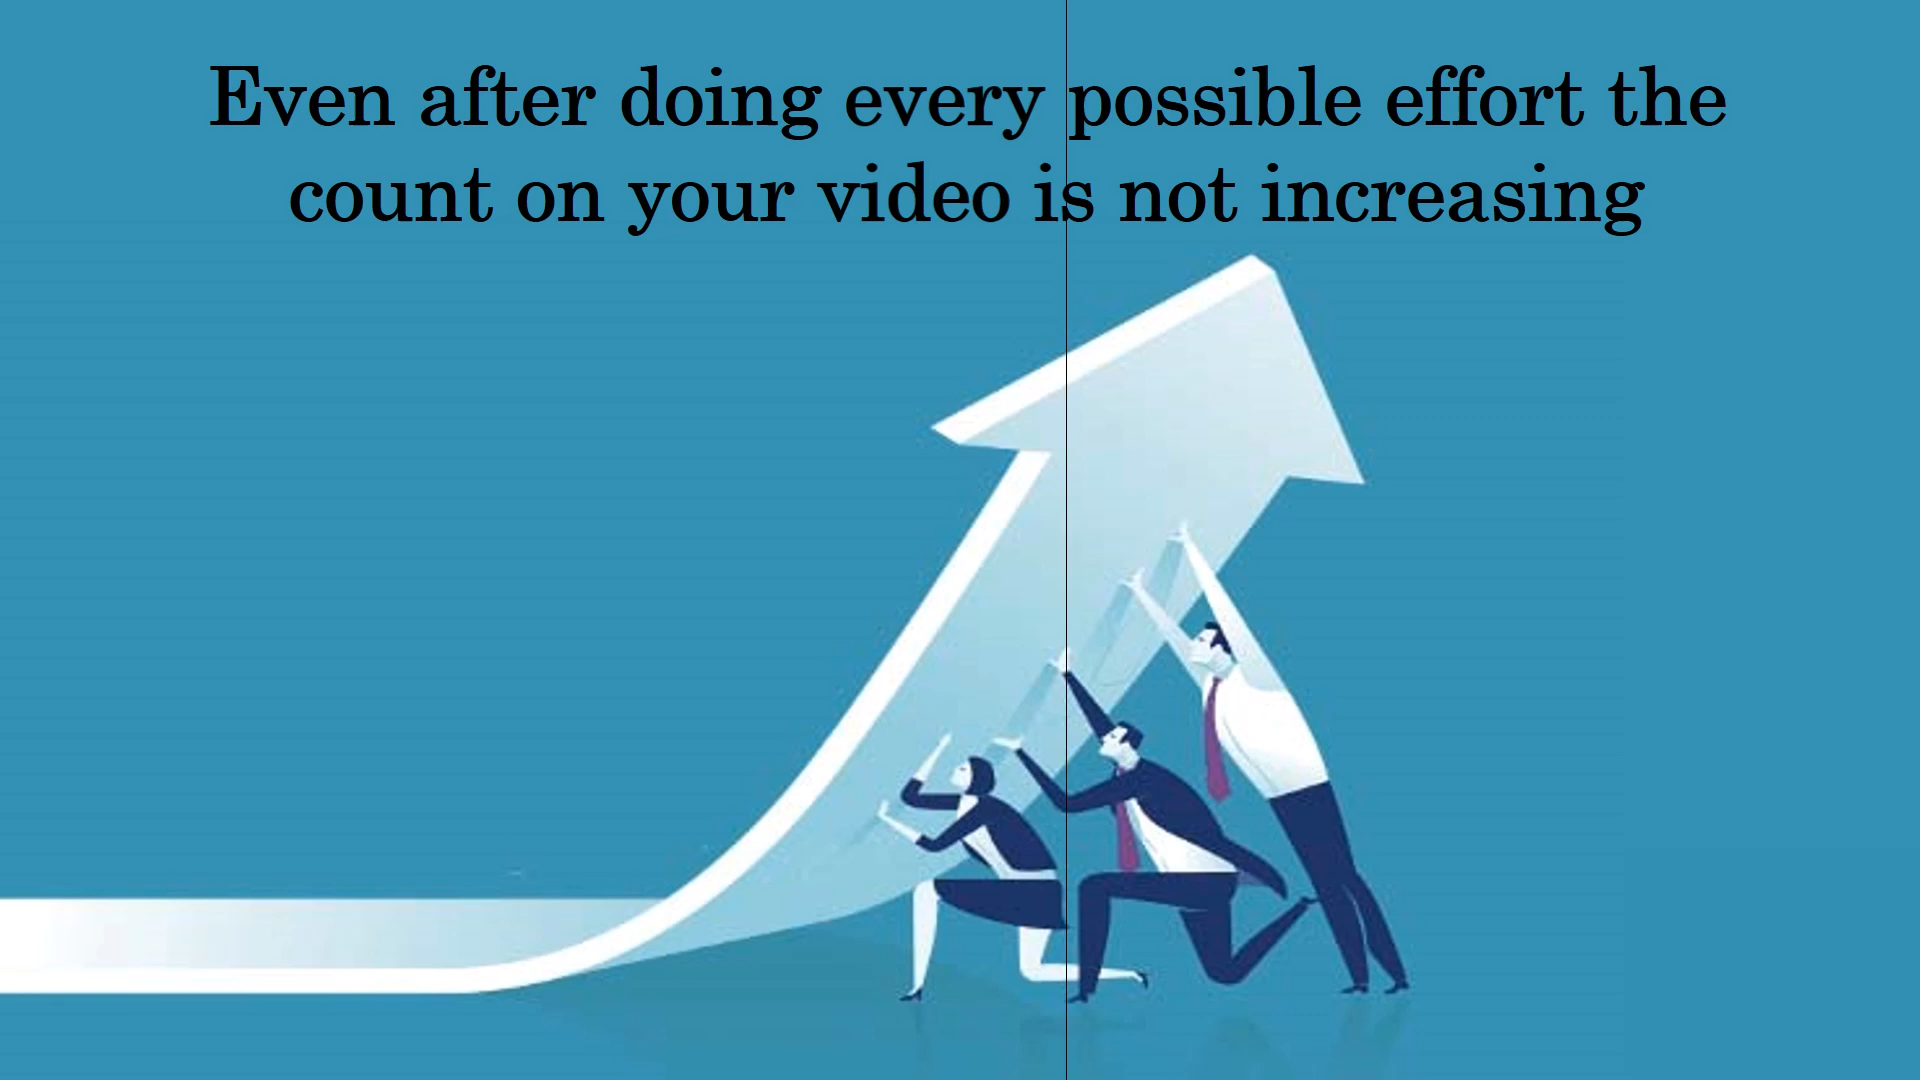 Even after doing every possible effort the
count on your video is not increasing